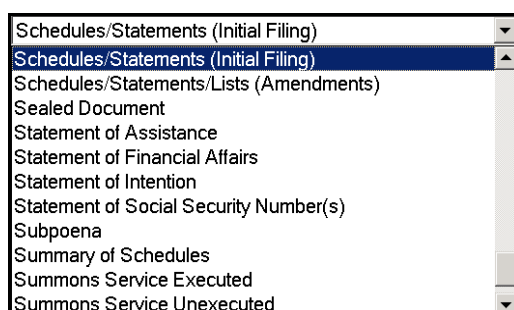 Schedules/Statements (Initial Filing)
Schedules/Statements (Initial Filing)
Schedules/Statements/Lists (Amendments)
Sealed Document
Statement of Assistance
Statement of Financial Affairs
Statement of Intention
Statement of Social Security Number(s)
Subpoena
Summary of Schedules
Summons Service Executed
Summons Service Unexecuted